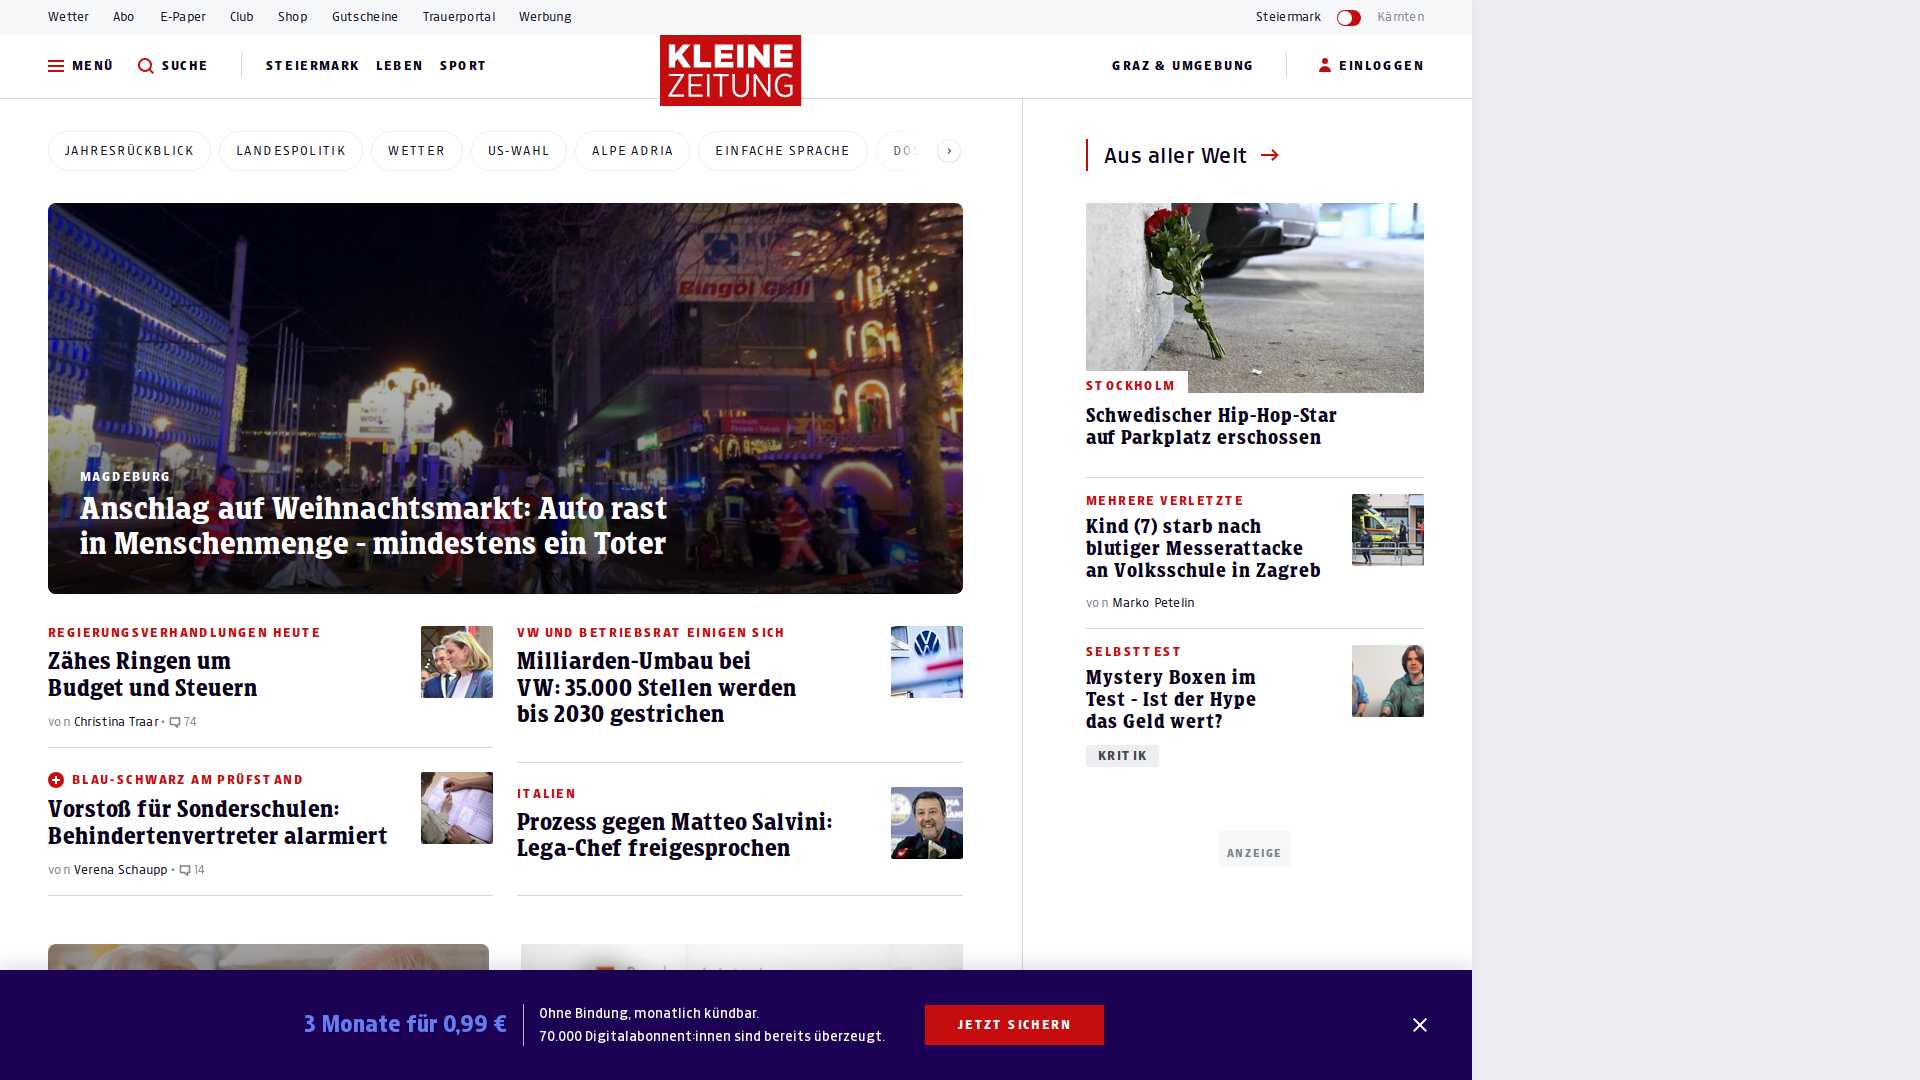 Wetter Abo E-Paper Club Shop Gutscheine Trauerportal Werbung
Steiermark Kärnten
MENÜ SUCHE STEIERMARK LEBEN SPORT
KLEINE
ZEITUNG
GRAZ & UMGEBUNG EINLOGGEN
JAHRESRÜCKBLICK LANDESPOLITIK WETTER US-WAHL ALPE ADRIA EINFACHE SPRACHE
Bingöl Grill
MAGDEBURG
Anschlag auf Weihnachtsmarkt: Auto rast
in Menschenmenge – mindestens ein Toter
REGIERUNGSVERHANDLUNGEN HEUTE
Zähes Ringen um
Budget und Steuern
von Christina Traar • 74
VW UND BETRIEBSRAT EINIGEN SICH
Milliarden-Umbau bei
VW: 35.000 Stellen werden
bis 2030 gestrichen
BLAU-SCHWARZ AM PRÜFSTAND
Vorstoß für Sonderschulen:
Behindertenvertreter alarmiert
von Verena Schaupp • 14
ITALIEN
Prozess gegen Matteo Salvini:
Lega-Chef freigesprochen
Aus aller Welt
STOCKHOLM
Schwedischer Hip-Hop-Star
auf Parkplatz erschossen
MEHRERE VERLETZTE
Kind (7) starb nach
blutiger Messerattacke
an Volksschule in Zagreb
von Marko Petelin
SELBSTTEST
Mystery Boxen im
Test – Ist der Hype
das Geld wert?
KRITIK
ANZEIGE
3 Monate für 0,99 €
Ohne Bindung, monatlich kündbar.
70.000 Digitalabonnent:innen sind bereits überzeugt.
JETZT SICHERN